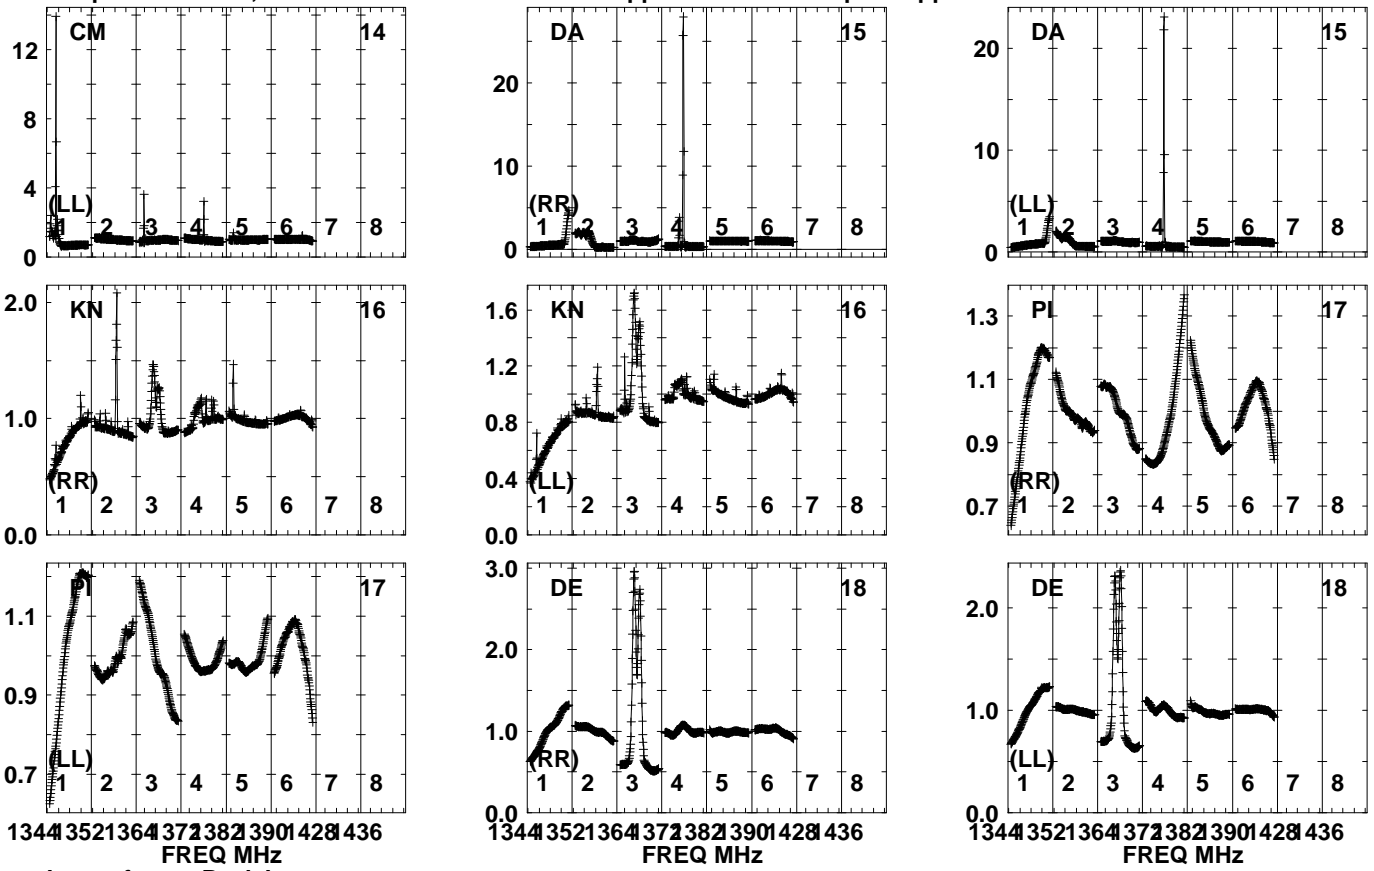 CM 14
12
8
4
0
(LL)
1 2 3 4 5 6 7 8
DA 15
20
10
0
(RR)
1 2 3 4 5 6 7 8
DA 15
20
10
0
(LL)
1 2 3 4 5 6 7 8
KN 16
2.0
1.0
0.0
(RR)
1 2 3 4 5 6 7 8
KN 16
1.6
1.2
0.8
0.4
0.0
(LL)
1 2 3 4 5 6 7 8
PI 17
1.3
1.1
0.9
0.7
(RR)
1 2 3 4 5 6 7 8
PI 17
1.1
0.9
0.7
(LL)
1 2 3 4 5 6 7 8
1344 1352 1364 1372 1382 1390 1428 1436
FREQ MHz
DE 18
3.0
2.0
1.0
0.0
(RR)
1 2 3 4 5 6 7 8
1344 1352 1364 1372 1382 1390 1428 1436
FREQ MHz
DE 18
2.0
1.0
0.0
(LL)
1 2 3 4 5 6 7 8
1344 1352 1364 1372 1382 1390 1428 1436
FREQ MHz